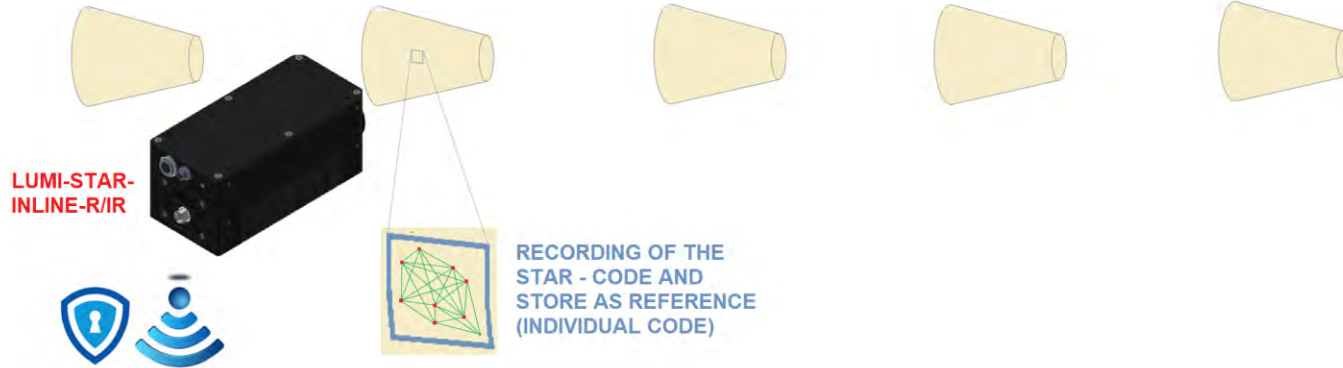 LUMI-STAR-
INLINE-R/IR
RECORDING OF THE
STAR - CODE AND
STORE AS REFERENCE
(INDIVIDUAL CODE)